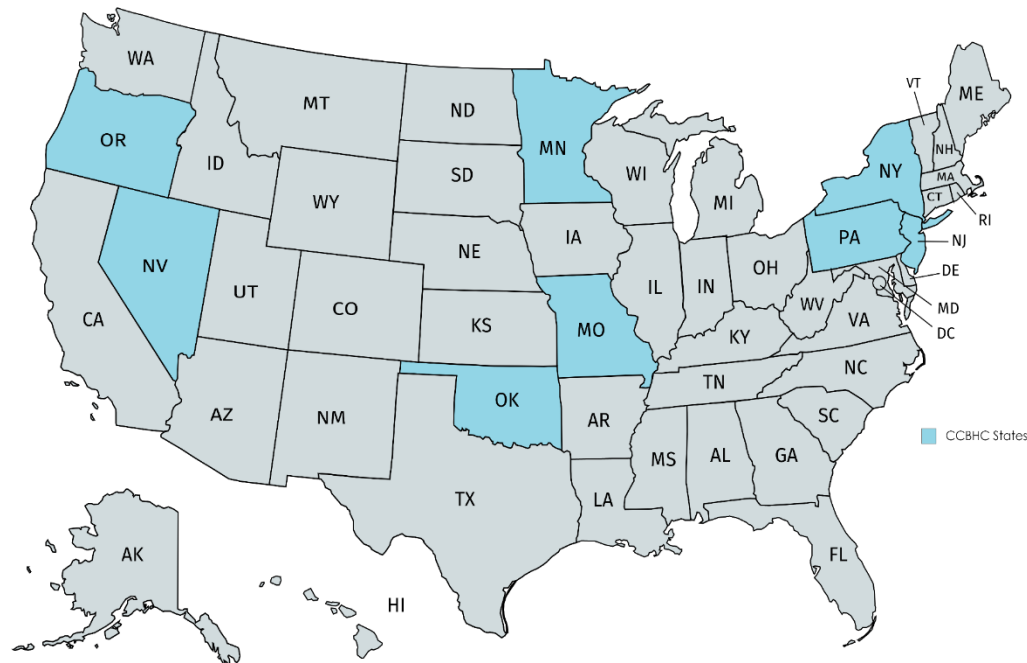 WA
MT
ND
MN
VT
ME
OR
ID
SD
WI
NH
NY
MA
WY
MI
CT
RI
IA
PA
NJ
NE
NV
OH
DE
UT
IL
IN
CO
WV
MD
CA
KS
MO
VA
DC
KY
NC
TN
OK
AZ
NM
AR
SC
CCBHC States
MS
AL
GA
TX
LA
FL
AK
HI